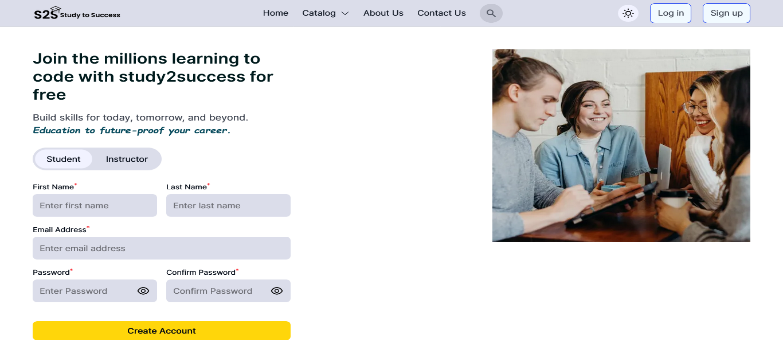 S2S Study to Success
Home Catalog About Us Contact Us
Log in Sign up
Join the millions learning to
code with study2success for
free
Build skills for today, tomorrow, and beyond.
Education to future-proof your career.
Student Instructor
First Name* Last Name*
Enter first name Enter last name
Email Address*
Enter email address
Password* Confirm Password*
Enter Password Confirm Password
Create Account